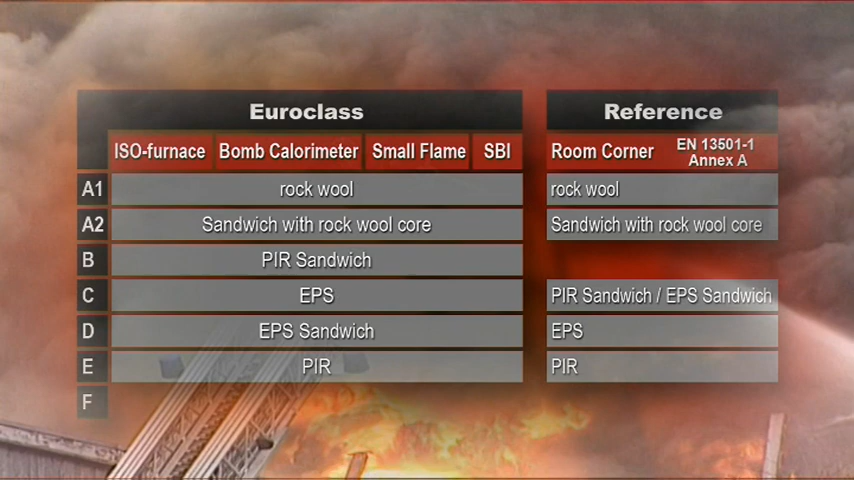 Euroclass Reference
ISO-furnace Bomb Calorimeter Small Flame SBI Room Corner EN 13501-1 Annex A
A1 rock wool rock wool
A2 Sandwich with rock wool core Sandwich with rock wool core
B PIR Sandwich
C EPS PIR Sandwich / EPS Sandwich
D EPS Sandwich EPS
E PIR PIR
F